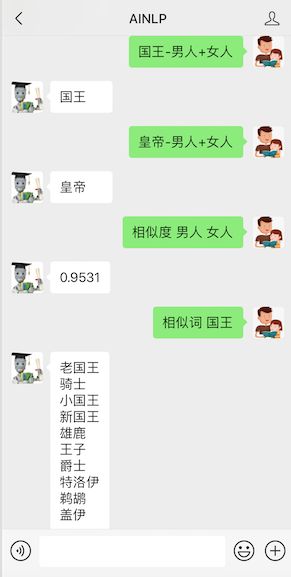 AINLP
国王-男人+女人
国王
皇帝-男人+女人
皇帝
相似度 男人 女人
0.9531
相似词 国王
老国王
骑士
小国王
新国王
雄鹿
王子
爵士
特洛伊
鹈鹕
盖伊